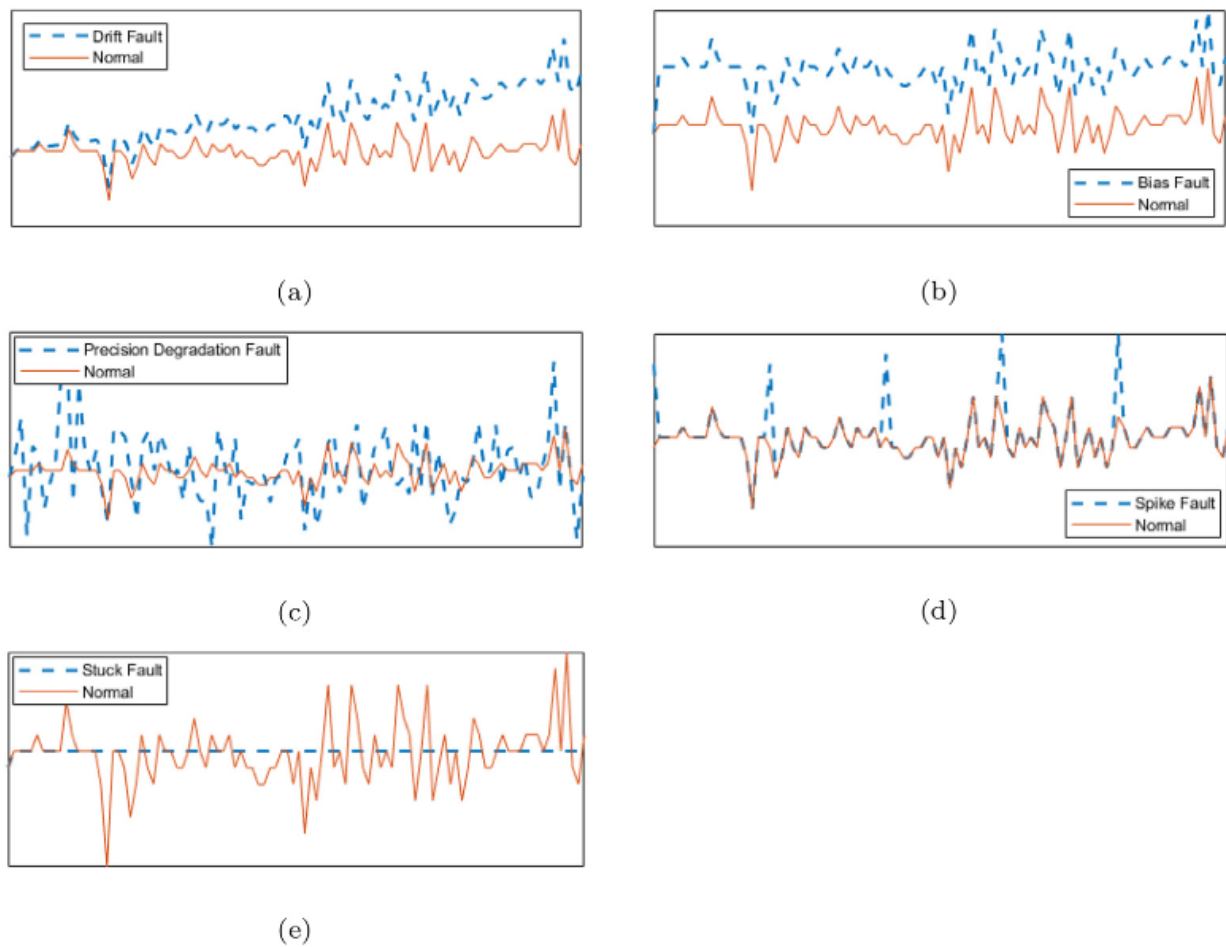 Drift Fault
Normal
(a)
Bias Fault
Normal
(b)
Precision Degradation Fault
Normal
(c)
Spike Fault
Normal
(d)
Stuck Fault
Normal
(e)